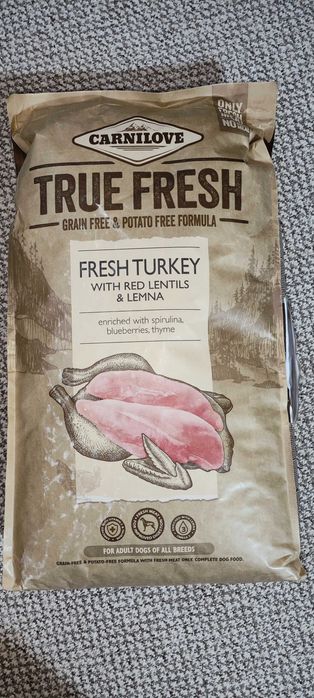 ONLY
NO
CARNILOVE
TRUE FRESH
GRAIN FREE & POTATO FREE FORMULA
FRESH TURKEY
WITH RED LENTILS
& LEMNA
enriched with spirulina,
blueberries, thyme
3
FOR ADULT DOGS OF ALL BREEDS
GRAIN-FREE & POTATO-FREE FORMULA WITH FRESH MEAT ONLY. COMPLETE DOG FOOD.